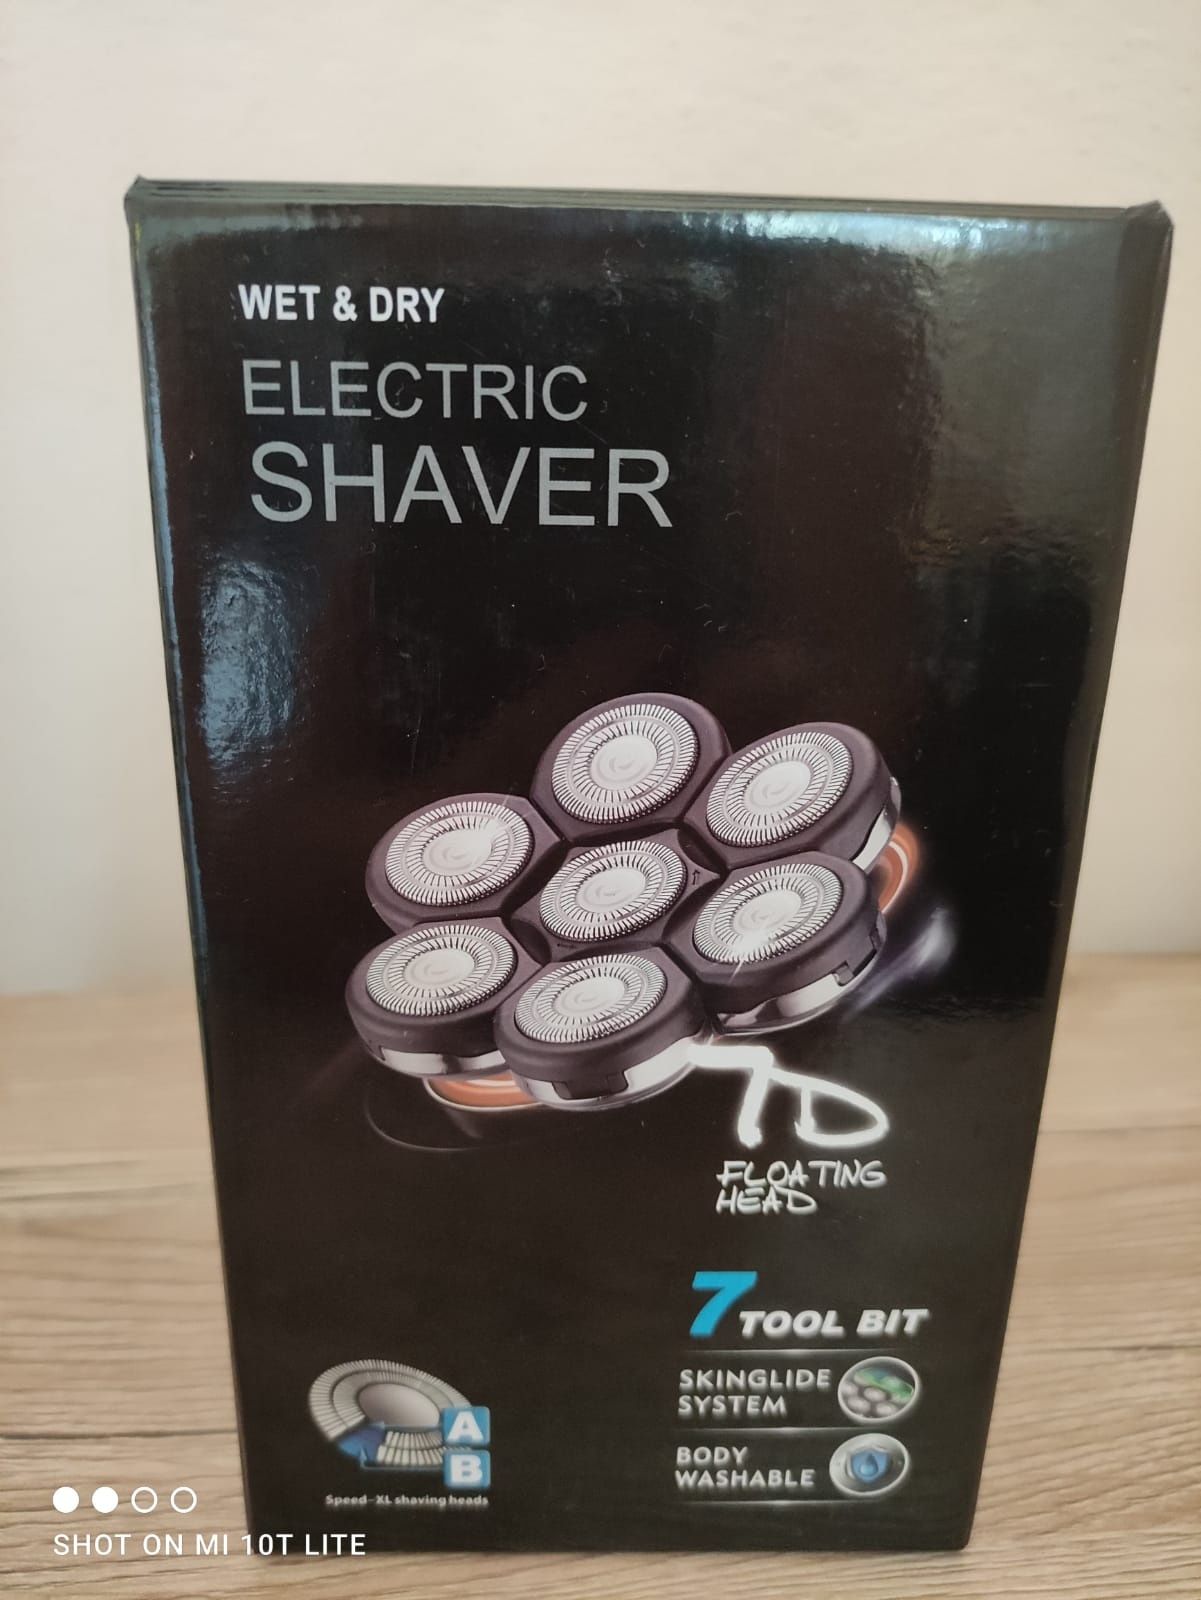 WET & DRY
ELECTRIC
SHAVER
7D
FLOATING
HEAD
7 TOOL BIT
SKINGLIDE
SYSTEM
BODY
WASHABLE
A
B
Speed-XL shaving heads
SHOT ON MI 10T LITE